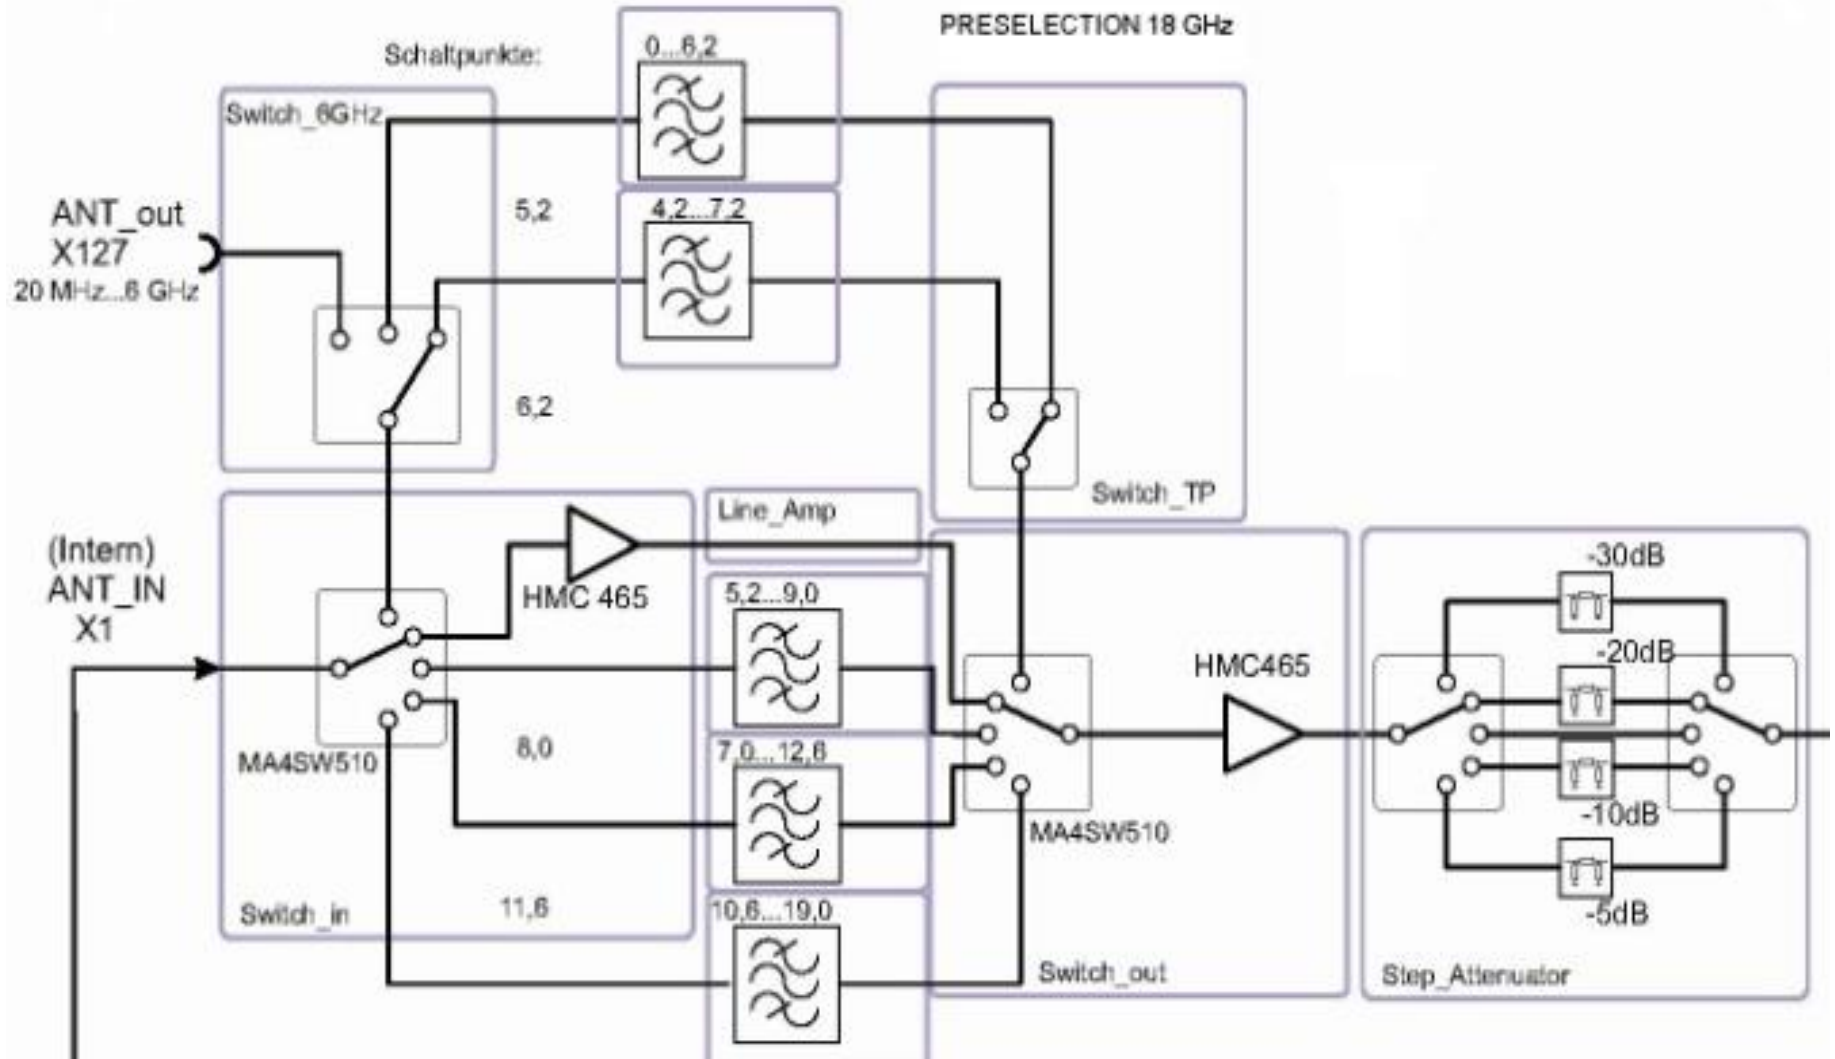 PRESELECTION 18 GHz
Schaltpunkte:
0...6,2
Switch_6GHz
5,2
4,2...7,2
ANT_out
X127
20 MHz...6 GHz
6,2
Switch_TP
Line_Amp
(Intern)
ANT_IN
X1
HMC 465
5,2...9,0
-30dB
-20dB
HMC465
MA4SW510
8,0
7,0...12,6
MA4SW510
-10dB
-5dB
11,6
Switch_in
10,6...19,0
Switch_out
Step_Attenuator